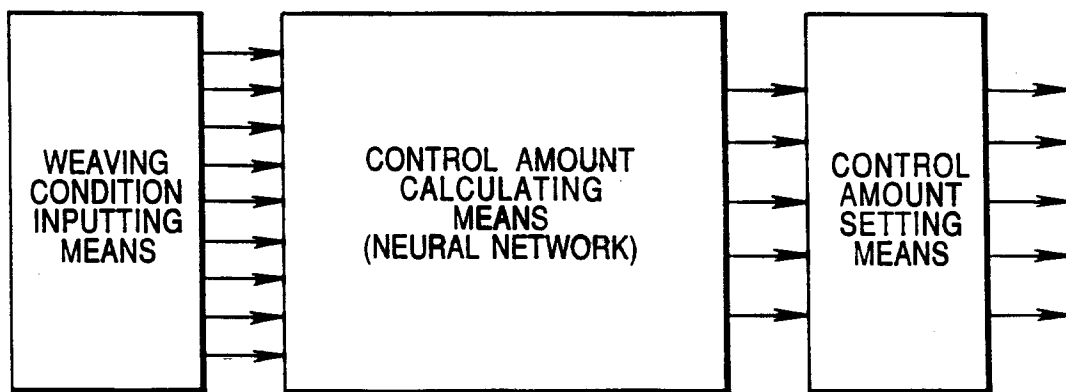 WEAVING
CONDITION
INPUTTING
MEANS
CONTROL AMOUNT
CALCULATING
MEANS
(NEURAL NETWORK)
CONTROL
AMOUNT
SETTING
MEANS